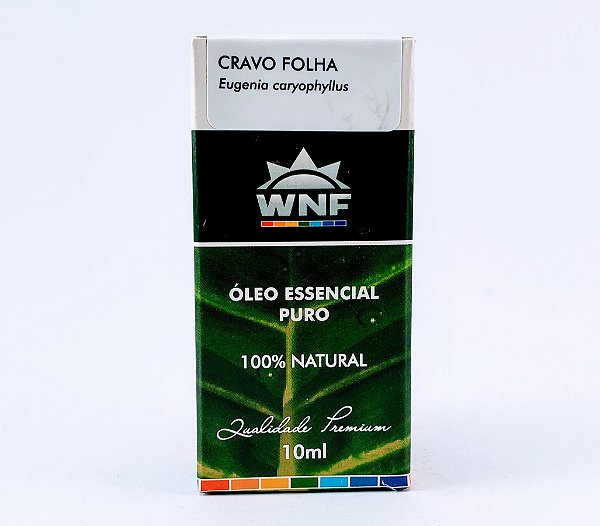 CRAVO FOLHA
Eugenia caryophyllus
WNF
ÓLEO ESSENCIAL
PURO
100% NATURAL
Qualidade Premium
10ml